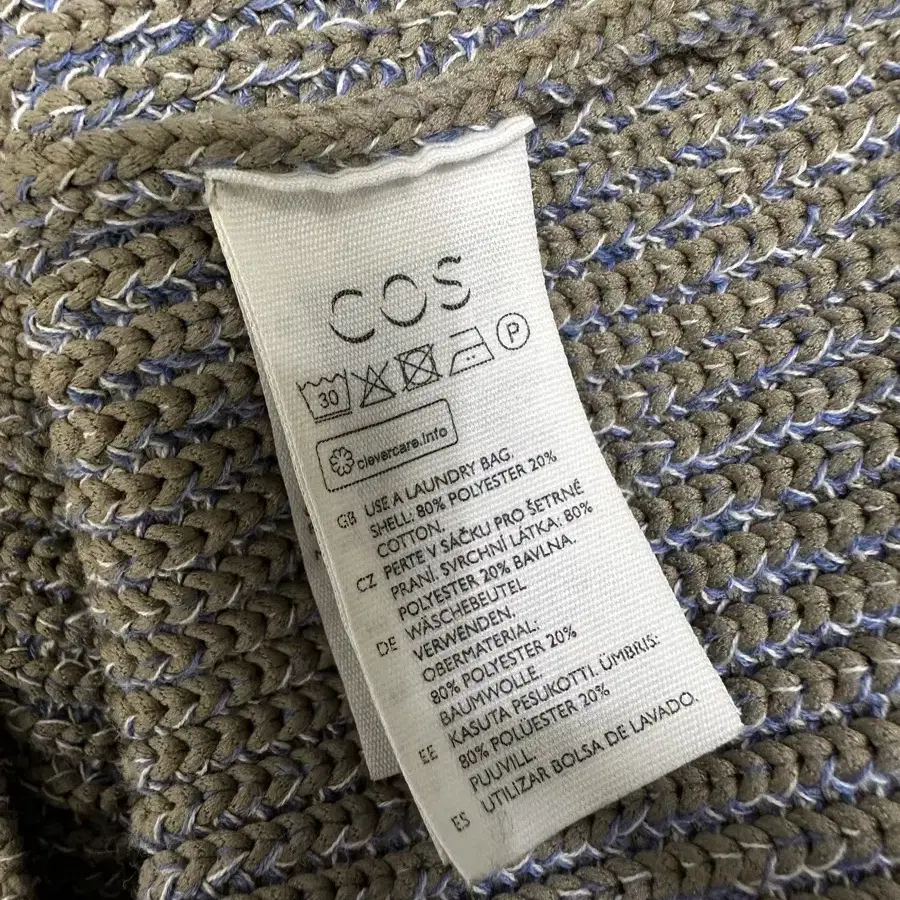 COS
30 P
clevercare.info
GB USE A LAUNDRY BAG.
SHELL: 80% POLYESTER 20%
COTTON.
CZ PERTE V SÁČKU PRO ŠETRNÉ
PRANÍ. SVRCHNÍ LÁTKA: 80%
POLYESTER 20% BAVLNA.
DE WÄSCHEBEUTEL
VERWENDEN.
OBERMATERIAL:
80% POLYESTER 20%
BAUMWOLLE.
EE KASUTA PESUKOTTI. ÜMBRIS:
80% POLÜESTER 20%
PUUVILL.
ES UTILIZAR BOLSA DE LAVADO.